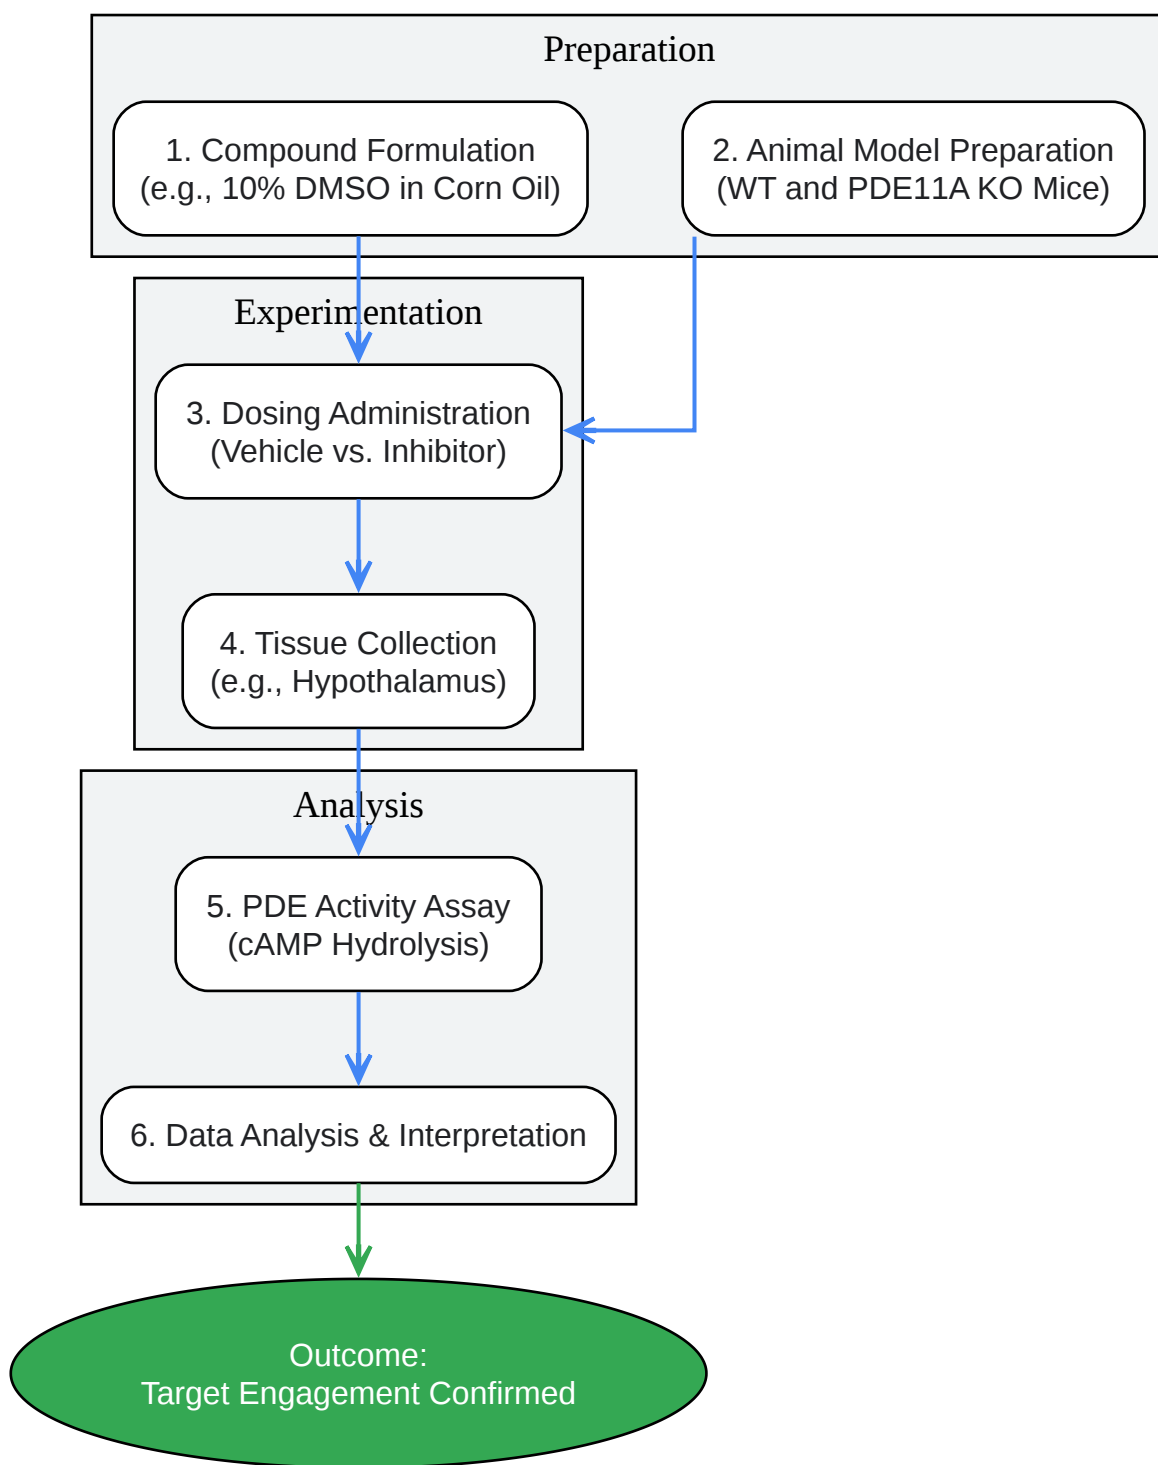 Preparation
1. Compound Formulation
(e.g., 10% DMSO in Corn Oil)
2. Animal Model Preparation
(WT and PDE11A KO Mice)
Experimentation
3. Dosing Administration
(Vehicle vs. Inhibitor)
4. Tissue Collection
(e.g., Hypothalamus)
Analysis
5. PDE Activity Assay
(cAMP Hydrolysis)
6. Data Analysis & Interpretation
Outcome:
Target Engagement Confirmed